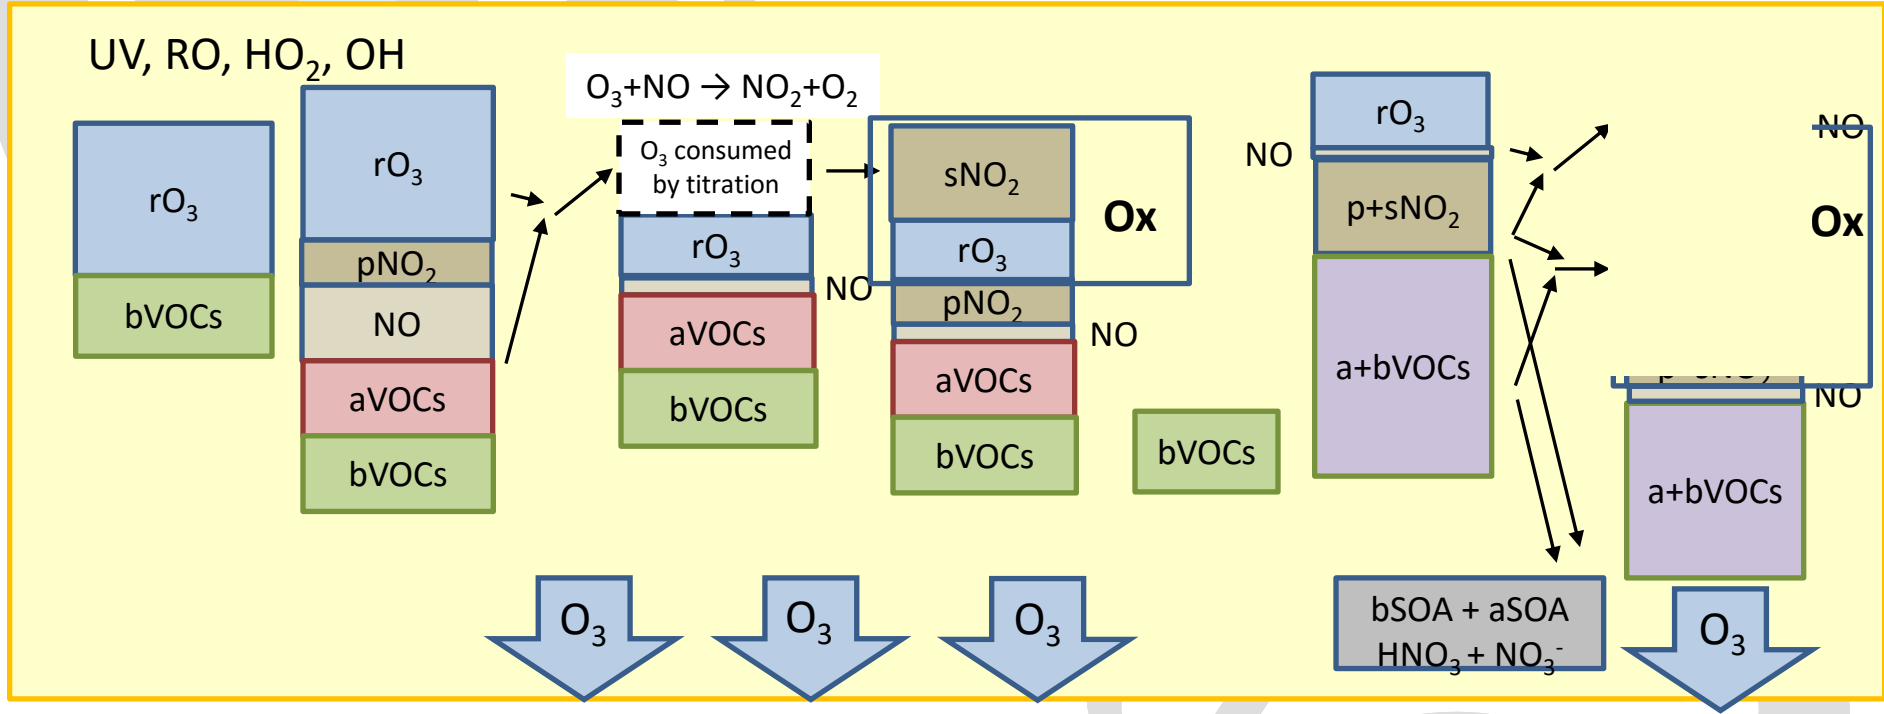 UV, RO, HO₂, OH
rO₃
bVOCs
rO₃
pNO₂
NO
aVOCs
bVOCs
O₃+NO → NO₂+O₂
O₃ consumed
by titration
rO₃
NO
aVOCs
bVOCs
sNO₂
Ox
rO₃
pNO₂
NO
aVOCs
bVOCs
bVOCs
rO₃
NO
p+sNO₂
a+bVOCs
NO
Ox
NO
a+bVOCs
bSOA + aSOA
HNO₃ + NO₃⁻
O₃
O₃
O₃
O₃